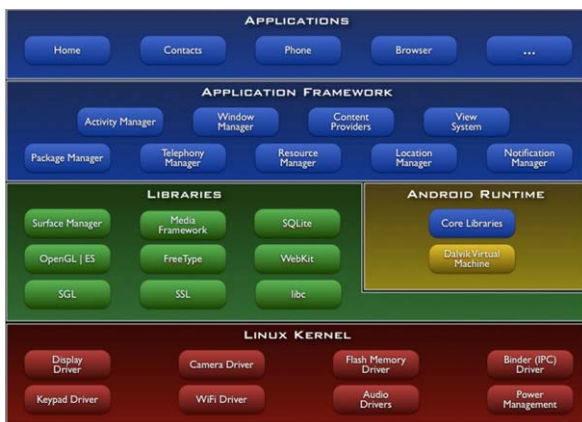 APPLICATIONS
Home
Contacts
Phone
Browser
...
APPLICATION FRAMEWORK
Activity Manager
Window
Manager
Content
Providers
View
System
Package Manager
Telephony
Manager
Resource
Manager
Location
Manager
Notification
Manager
LIBRARIES
Surface Manager
Media
Framework
SQLite
OpenGL | ES
FreeType
WebKit
SGL
SSL
libc
ANDROID RUNTIME
Core Libraries
Dalvik Virtual
Machine
LINUX KERNEL
Display
Driver
Camera Driver
Flash Memory
Driver
Binder (IPC)
Driver
Keypad Driver
WiFi Driver
Audio
Drivers
Power
Management